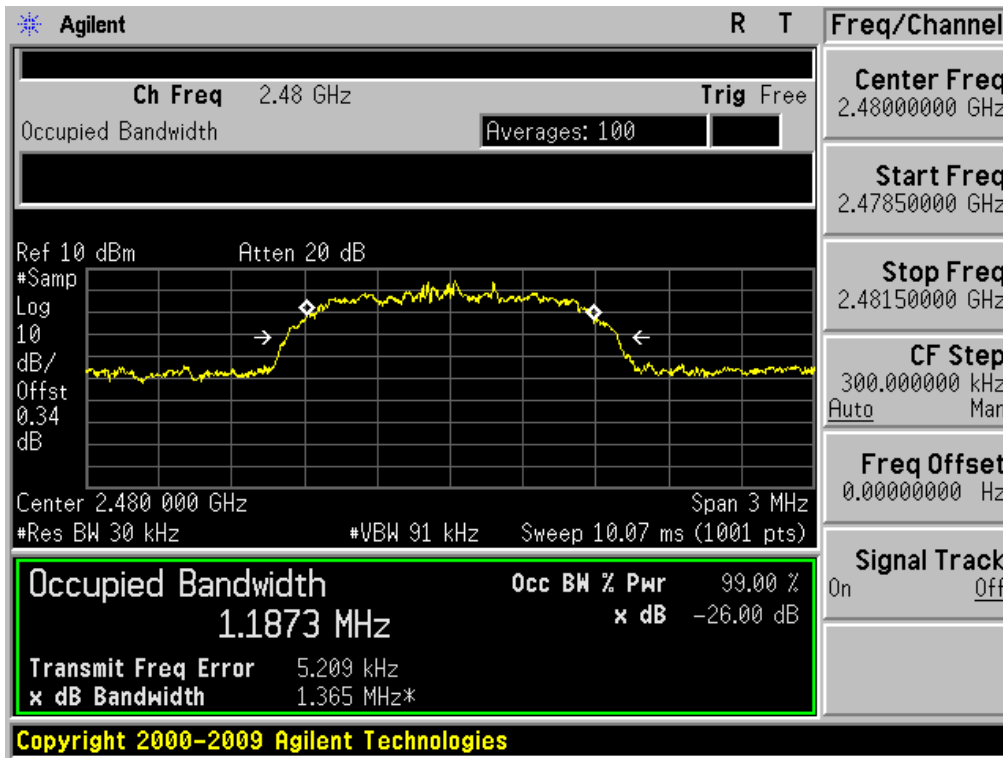 Agilent R T
Freq/Channel
Ch Freq 2.48 GHz Trig Free
Occupied Bandwidth Averages: 100
Ref 10 dBm Atten 20 dB
#Samp
Log
10
dB/
Offst
0.34
dB
Center 2.480 000 GHz Span 3 MHz
#Res BW 30 kHz #VBW 91 kHz Sweep 10.07 ms (1001 pts)
Occupied Bandwidth Occ BW % Pwr 99.00 %
1.1873 MHz x dB -26.00 dB
Transmit Freq Error 5.209 kHz
x dB Bandwidth 1.365 MHz*
Copyright 2000-2009 Agilent Technologies
Center Freq
2.48000000 GHz
Start Freq
2.47850000 GHz
Stop Freq
2.48150000 GHz
CF Step
300.000000 kHz
Auto Man
Freq Offset
0.00000000 Hz
Signal Track
On Off